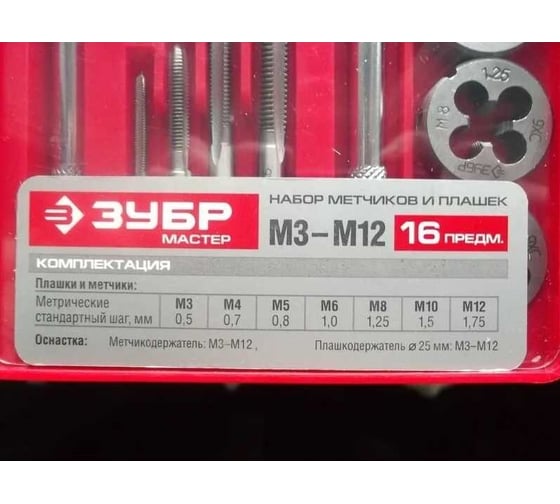 1.25
M8
9XС
ЗУБР
ЗУБР
МАСТЕР
НАБОР МЕТЧИКОВ И ПЛАШЕК
М3–М12
16 ПРЕДМ.
КОМПЛЕКТАЦИЯ
Плашки и метчики:
Метрические стандартный шаг, мм
М3 М4 М5 М6 М8 М10 М12
0,5 0,7 0,8 1,0 1,25 1,5 1,75
Оснастка: Метчикодержатель: М3–М12 , Плашкодержатель ⌀ 25 мм: М3–М12